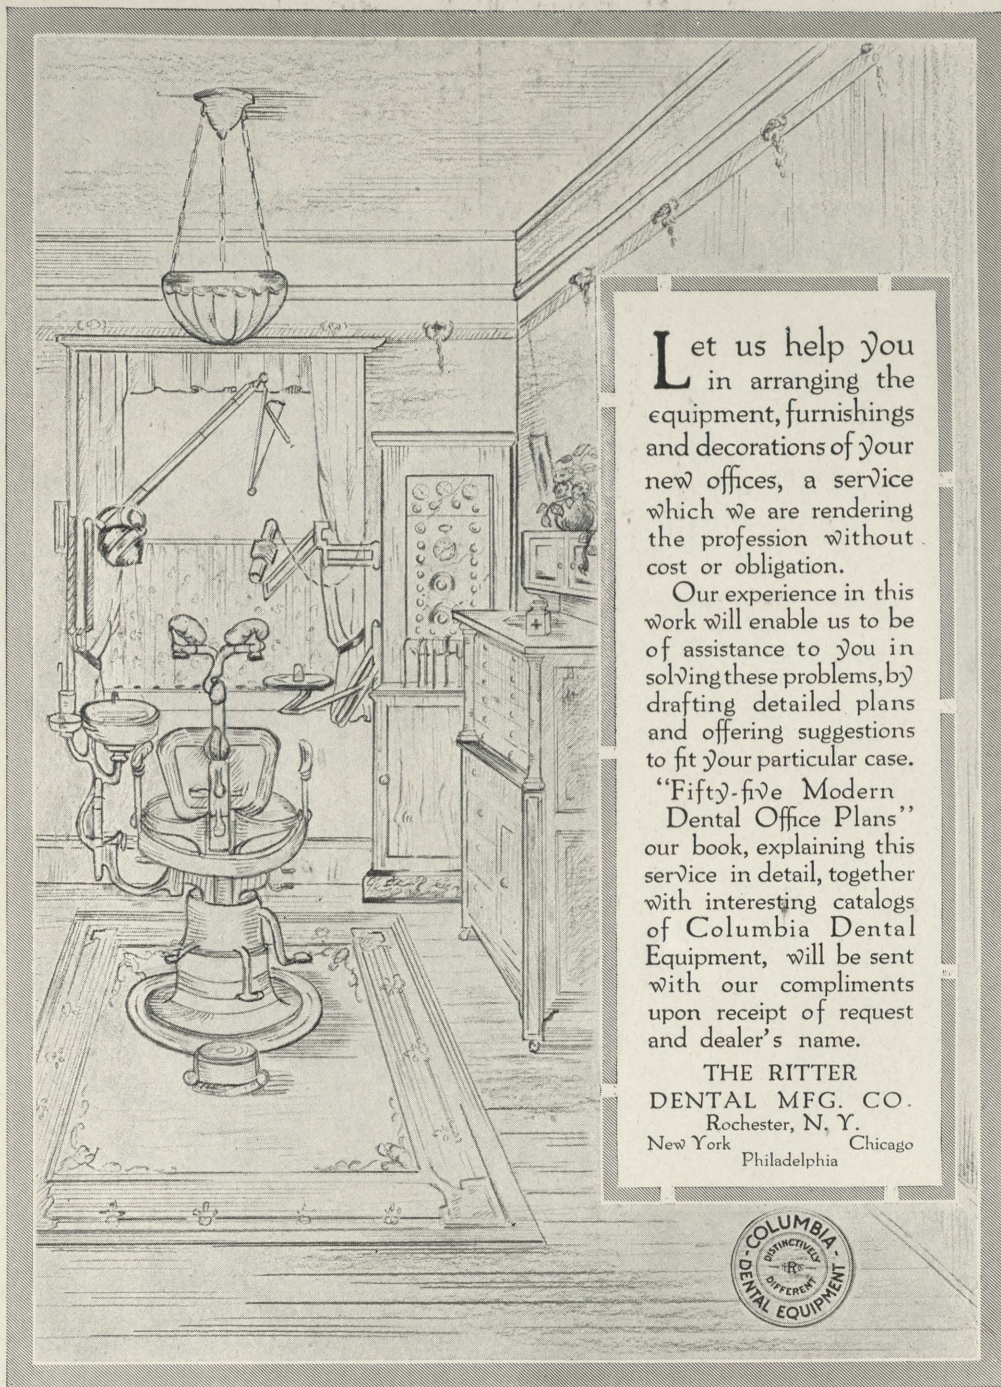 Let us help you
in arranging the
equipment, furnishings
and decorations of your
new offices, a service
which we are rendering
the profession without
cost or obligation.
Our experience in this
work will enable us to be
of assistance to you in
solving these problems, by
drafting detailed plans
and offering suggestions
to fit your particular case.
"Fifty-five Modern
Dental Office Plans"
our book, explaining this
service in detail, together
with interesting catalogs
of Columbia Dental
Equipment, will be sent
with our compliments
upon receipt of request
and dealer's name.
THE RITTER
DENTAL MFG. CO.
Rochester, N. Y.
New York Chicago
Philadelphia
COLUMBIA
DISTINCTIVELY
R
DIFFERENT
DENTAL EQUIPMENT